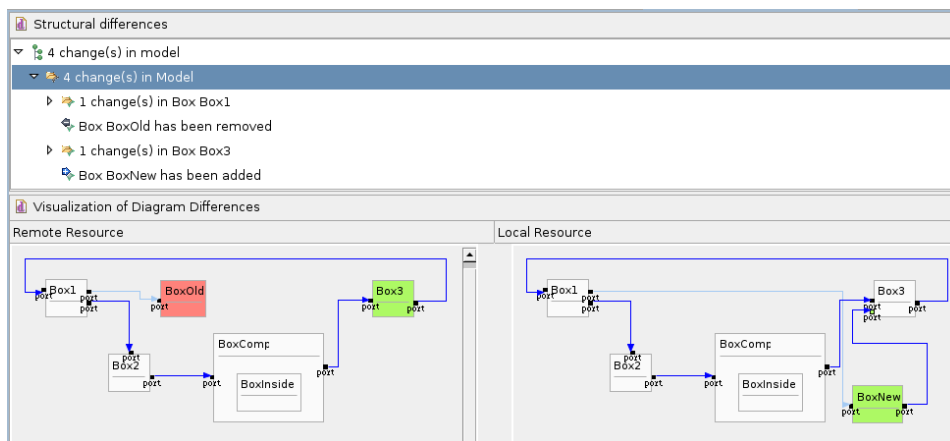 Structural differences
4 change(s) in model
4 change(s) in Model
1 change(s) in Box Box1
Box BoxOld has been removed
1 change(s) in Box Box3
Box BoxNew has been added
Visualization of Diagram Differences
Remote Resource
Local Resource
Box1
port
port
port
BoxOld
port
Box3
port
port
port
Box2
port
BoxComp
port
port
BoxInside
Box1
port
port
port
Box3
port
port
port
port
Box2
port
BoxComp
port
port
BoxInside
BoxNew
port
port